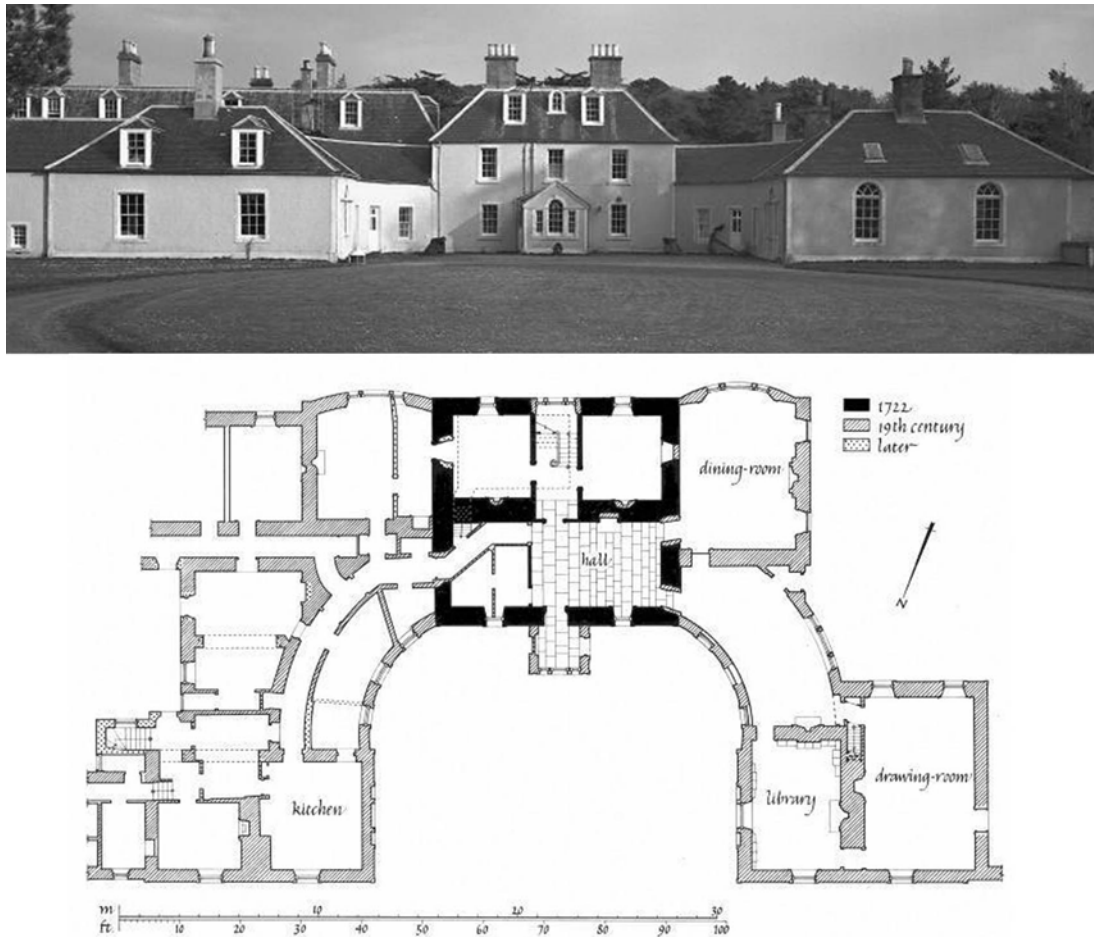 1722
19th century
later
dining-room
hall
N
drawing-room
library
kitchen
m 10 20 30
ft. 10 20 30 40 50 60 70 80 90 100